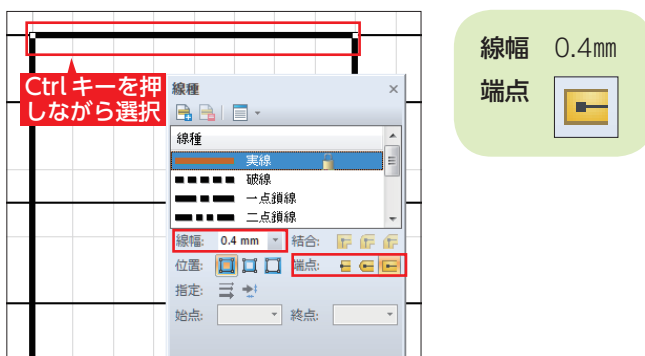 Ctrl キーを押
しながら選択
線種
線種
実線
破線
一点鎖線
二点鎖線
線幅: 0.4 mm 結合:
位置: 端点:
指定:
始点: 終点:
線幅 0.4㎜
端点